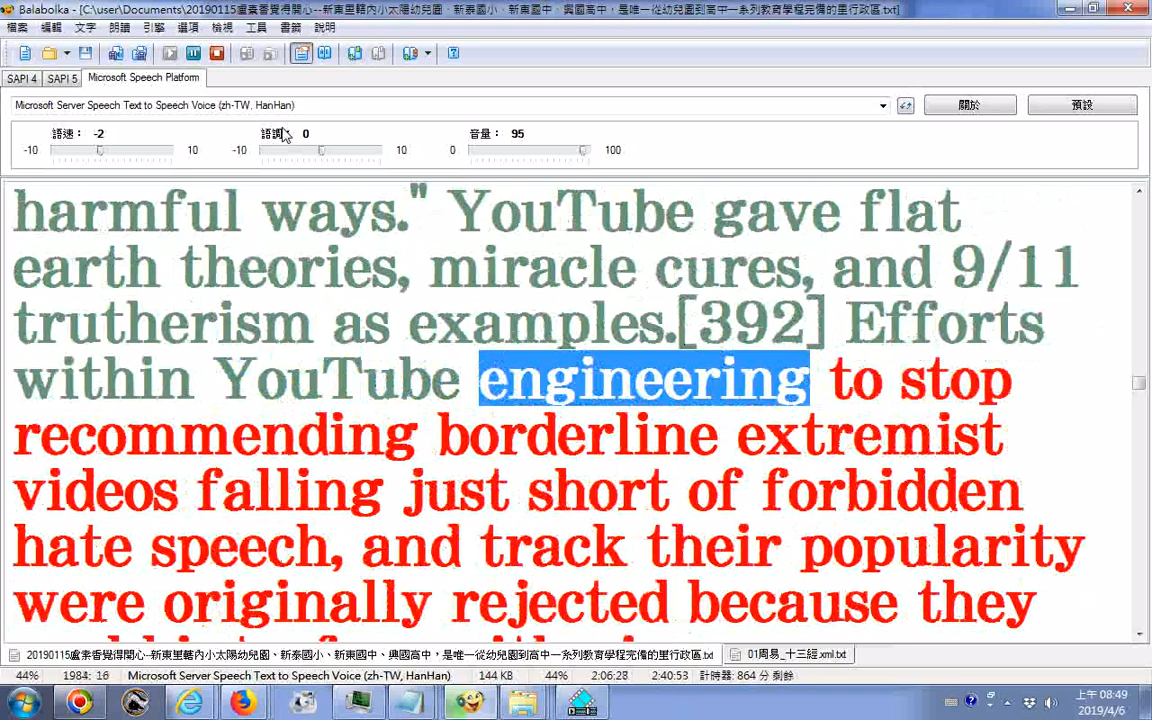 Balabolka - [C:\user\Documents\20190115盧素香覺得開心--新東里轄內小太陽幼兒園、新泰國小、新東國中、興國高中，是唯一從幼兒園到高中一系列教育學程完備的里行政區.txt]
檔案 編輯 文字 朗讀 引擎 選項 檢視 工具 書籤 說明
SAPI 4 SAPI 5 Microsoft Speech Platform
Microsoft Server Speech Text to Speech Voice (zh-TW, HanHan) 關於 預設
語速： -2 語調： 0 音量： 95
-10 10 -10 10 0 100
harmful ways." YouTube gave flat
earth theories, miracle cures, and 9/11
trutherism as examples.[392] Efforts
within YouTube engineering to stop
recommending borderline extremist
videos falling just short of forbidden
hate speech, and track their popularity
were originally rejected because they
20190115盧素香覺得開心--新東里轄內小太陽幼兒園、新泰國小、新東國中、興國高中，是唯一從幼兒園到高中一系列教育學程完備的里行政區.txt 01周易_十三經.xml.txt
44% 1984: 16 Microsoft Server Speech Text to Speech Voice (zh-TW, HanHan) 144 KB 44% 2:06:28 2:40:53 計時器: 864 分 剩餘
上午 08:49
2019/4/6